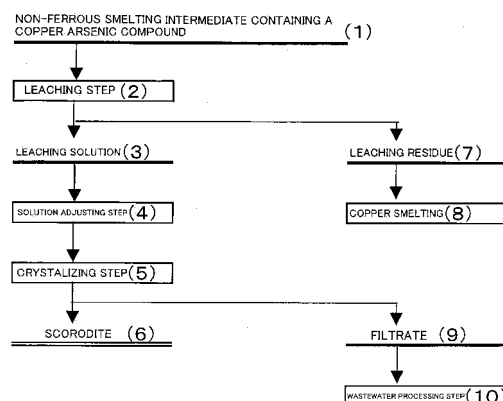 NON-FERROUS SMELTING INTERMEDIATE CONTAINING A
COPPER ARSENIC COMPOUND (1)
LEACHING STEP (2)
LEACHING SOLUTION (3)
LEACHING RESIDUE (7)
SOLUTION ADJUSTING STEP (4)
COPPER SMELTING (8)
CRYSTALIZING STEP (5)
SCORODITE (6)
FILTRATE (9)
WASTEWATER PROCESSING STEP (10)